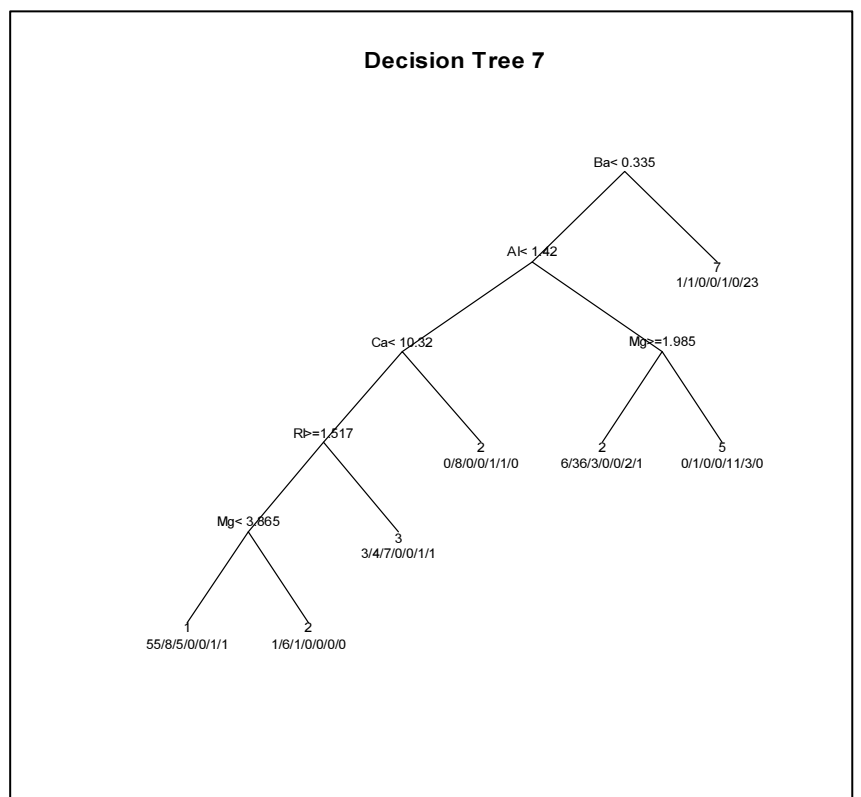 Decision Tree 7
Ba< 0.335
Al< 1.42
7
1/1/0/0/1/0/23
Ca< 10.32
Mg>=1.985
RI>=1.517
2
0/8/0/0/1/1/0
2
6/36/3/0/0/2/1
5
0/1/0/0/11/3/0
Mg< 3.865
3
3/4/7/0/0/1/1
1
55/8/5/0/0/1/1
2
1/6/1/0/0/0/0